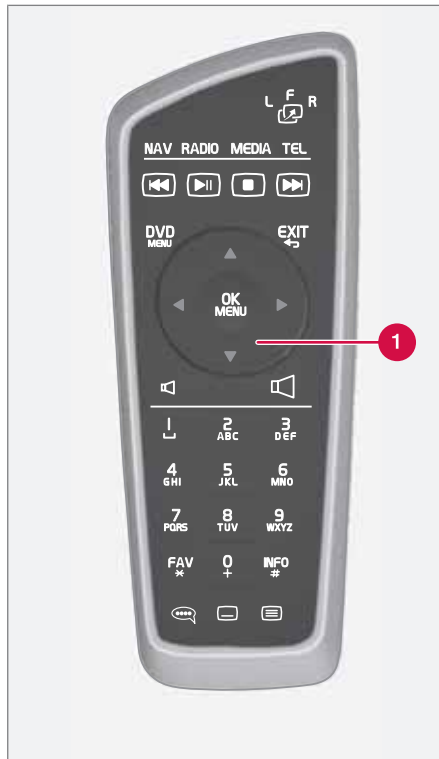 L F R
NAV RADIO MEDIA TEL
DVD EXIT
MENU
OK
MENU
1
1 2 3
ABC DEF
4 5 6
GHI JKL MNO
7 8 9
PQRS TUV WXYZ
FAV 0 INFO
* + #